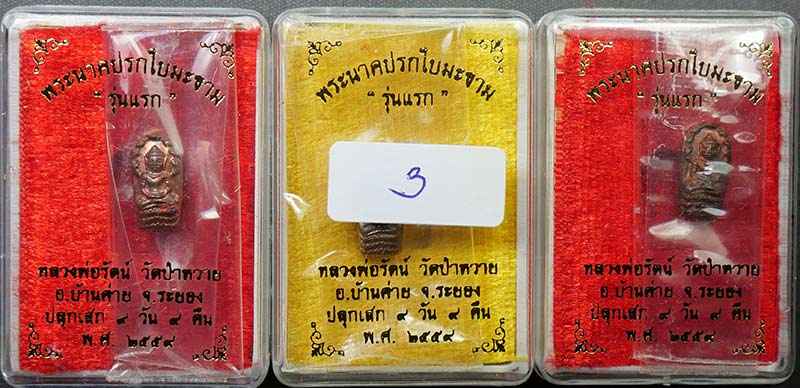 พระนาคปรกใบมะขาม
“ รุ่นแรก ”
หลวงพ่อรัตน์ วัดป่าหวาย
อ.บ้านค่าย จ.ระยอง
ปลุกเสก ๙ วัน ๙ คืน
พ.ศ. ๒๕๕๙
พระนาคปรกใบมะขาม
“ รุ่นแรก ”
3
หลวงพ่อรัตน์ วัดป่าหวาย
อ.บ้านค่าย จ.ระยอง
ปลุกเสก ๙ วัน ๙ คืน
พ.ศ. ๒๕๕๙
พระนาคปรกใบมะขาม
“ รุ่นแรก ”
หลวงพ่อรัตน์ วัดป่าหวาย
อ.บ้านค่าย จ.ระยอง
ปลุกเสก ๙ วัน ๙ คืน
พ.ศ. ๒๕๕๙